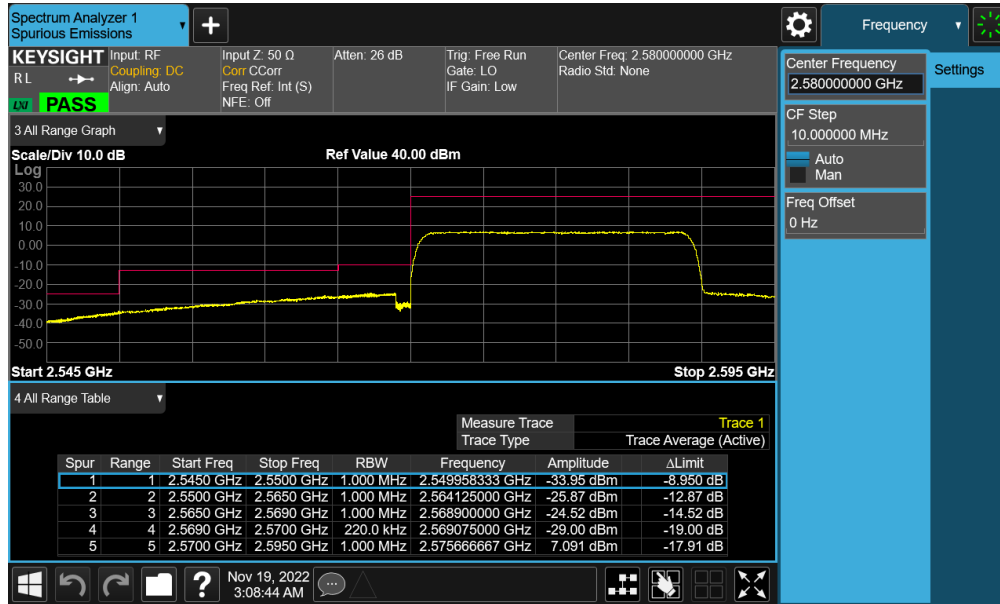 Spectrum Analyzer 1
Spurious Emissions
+
Frequency
KEYSIGHT Input: RF Input Z: 50 Ω Atten: 26 dB Trig: Free Run Center Freq: 2.580000000 GHz
R L Coupling: DC Corr CCorr Gate: LO Radio Std: None
Align: Auto Freq Ref: Int (S) IF Gain: Low
LXI PASS NFE: Off
Center Frequency
2.580000000 GHz
Settings
CF Step
10.000000 MHz
Auto
Man
Freq Offset
0 Hz
3 All Range Graph
Scale/Div 10.0 dB Ref Value 40.00 dBm
Log
30.0
20.0
10.0
0.00
-10.0
-20.0
-30.0
-40.0
-50.0
Start 2.545 GHz Stop 2.595 GHz
4 All Range Table
Measure Trace Trace 1
Trace Type Trace Average (Active)
Spur Range Start Freq Stop Freq RBW Frequency Amplitude ΔLimit
1 1 2.5450 GHz 2.5500 GHz 1.000 MHz 2.549958333 GHz -33.95 dBm -8.950 dB
2 2 2.5500 GHz 2.5650 GHz 1.000 MHz 2.564125000 GHz -25.87 dBm -12.87 dB
3 3 2.5650 GHz 2.5690 GHz 1.000 MHz 2.568900000 GHz -24.52 dBm -14.52 dB
4 4 2.5690 GHz 2.5700 GHz 220.0 kHz 2.569075000 GHz -29.00 dBm -19.00 dB
5 5 2.5700 GHz 2.5950 GHz 1.000 MHz 2.575666667 GHz 7.091 dBm -17.91 dB
? Nov 19, 2022
3:08:44 AM